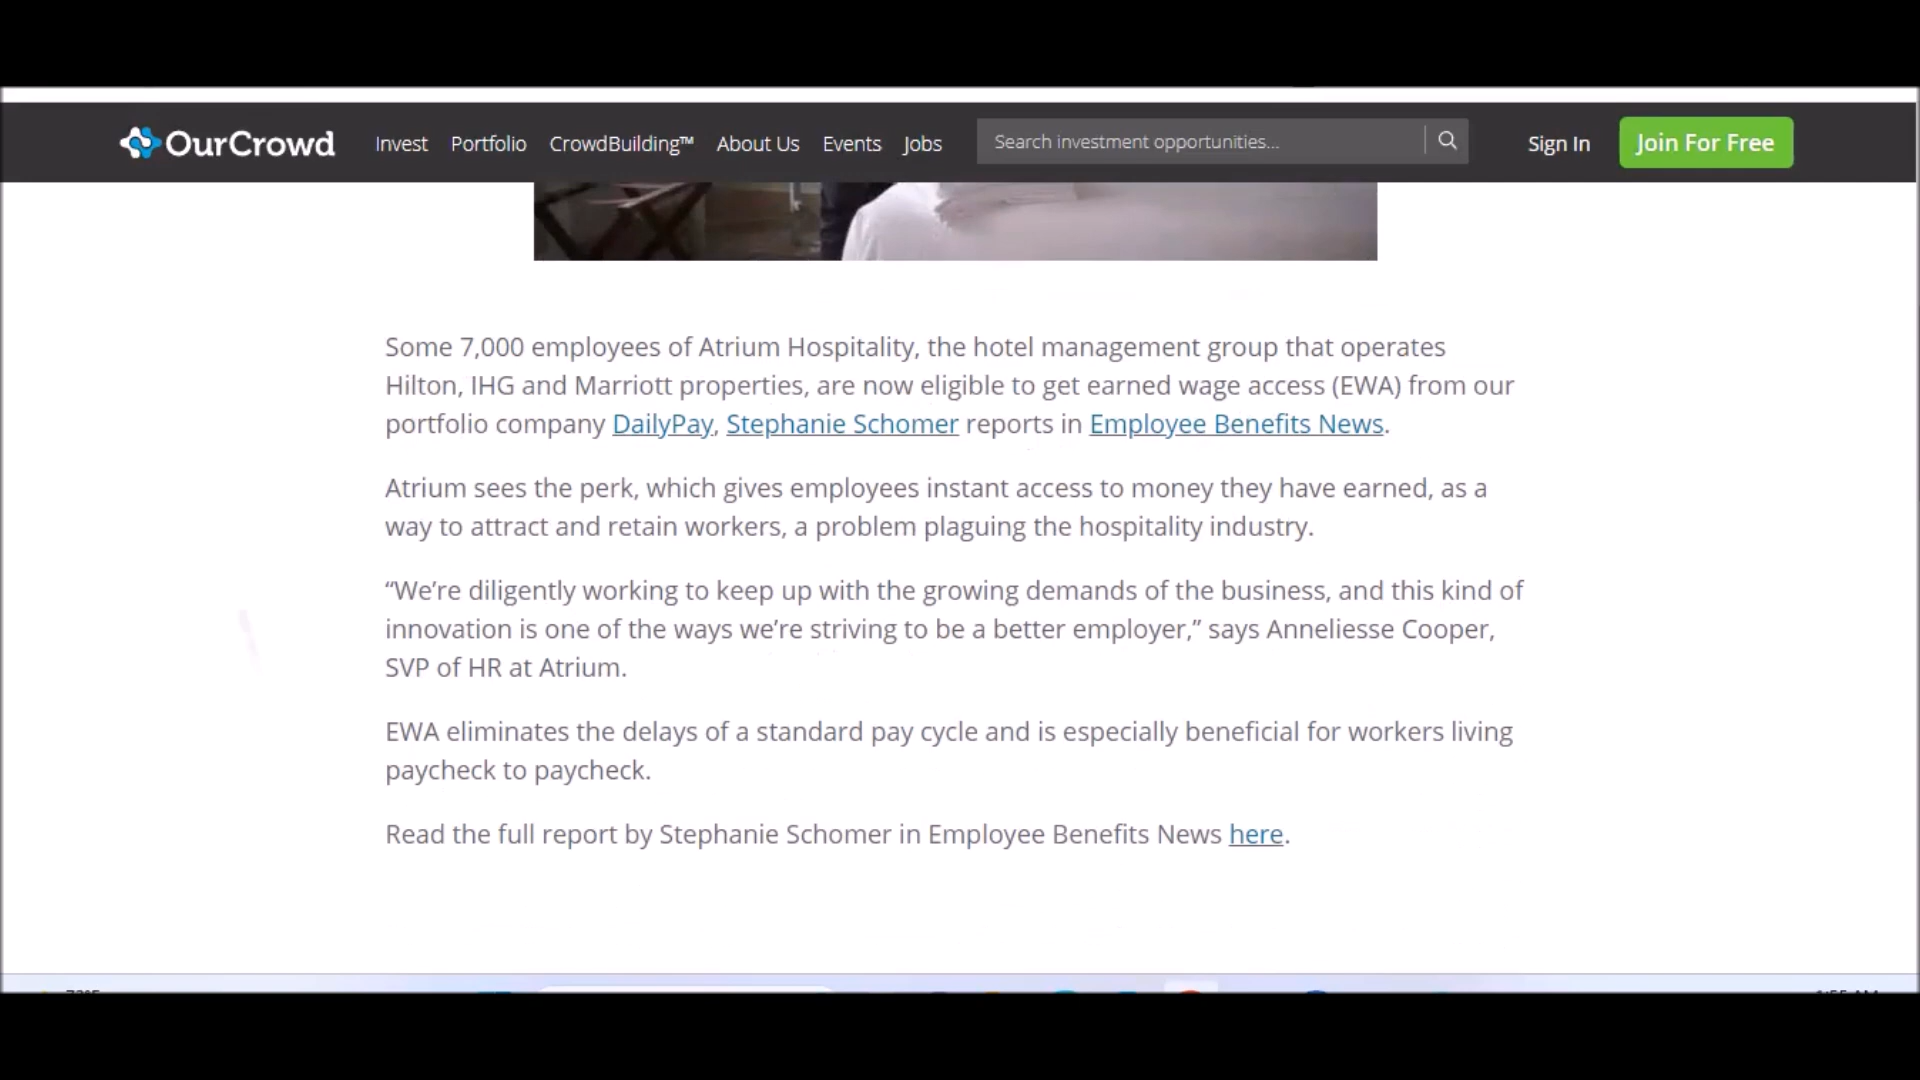 OurCrowd Invest Portfolio CrowdBuilding™ About Us Events Jobs Search investment opportunities... Sign In Join For Free
Some 7,000 employees of Atrium Hospitality, the hotel management group that operates
Hilton, IHG and Marriott properties, are now eligible to get earned wage access (EWA) from our
portfolio company DailyPay, Stephanie Schomer reports in Employee Benefits News.
Atrium sees the perk, which gives employees instant access to money they have earned, as a
way to attract and retain workers, a problem plaguing the hospitality industry.
“We’re diligently working to keep up with the growing demands of the business, and this kind of
innovation is one of the ways we’re striving to be a better employer,” says Anneliesse Cooper,
SVP of HR at Atrium.
EWA eliminates the delays of a standard pay cycle and is especially beneficial for workers living
paycheck to paycheck.
Read the full report by Stephanie Schomer in Employee Benefits News here.